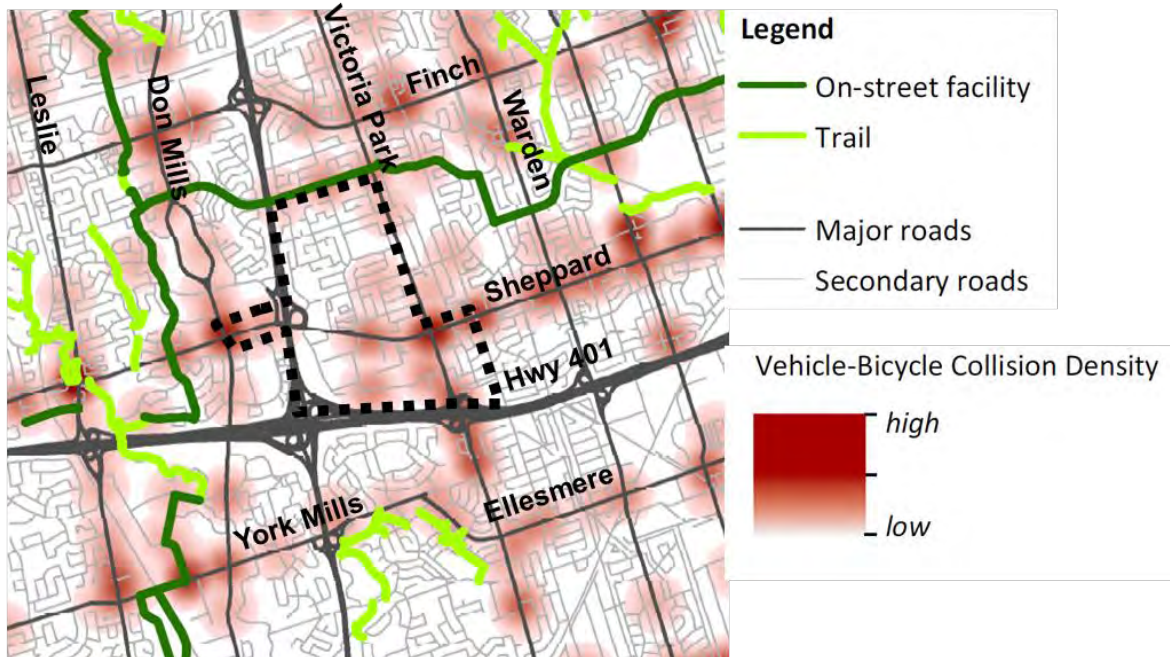 Leslie
Don Mills
Victoria Park
Finch
Warden
Sheppard
Hwy 401
York Mills
Ellesmere
Legend
On-street facility
Trail
Major roads
Secondary roads
Vehicle-Bicycle Collision Density
high
low